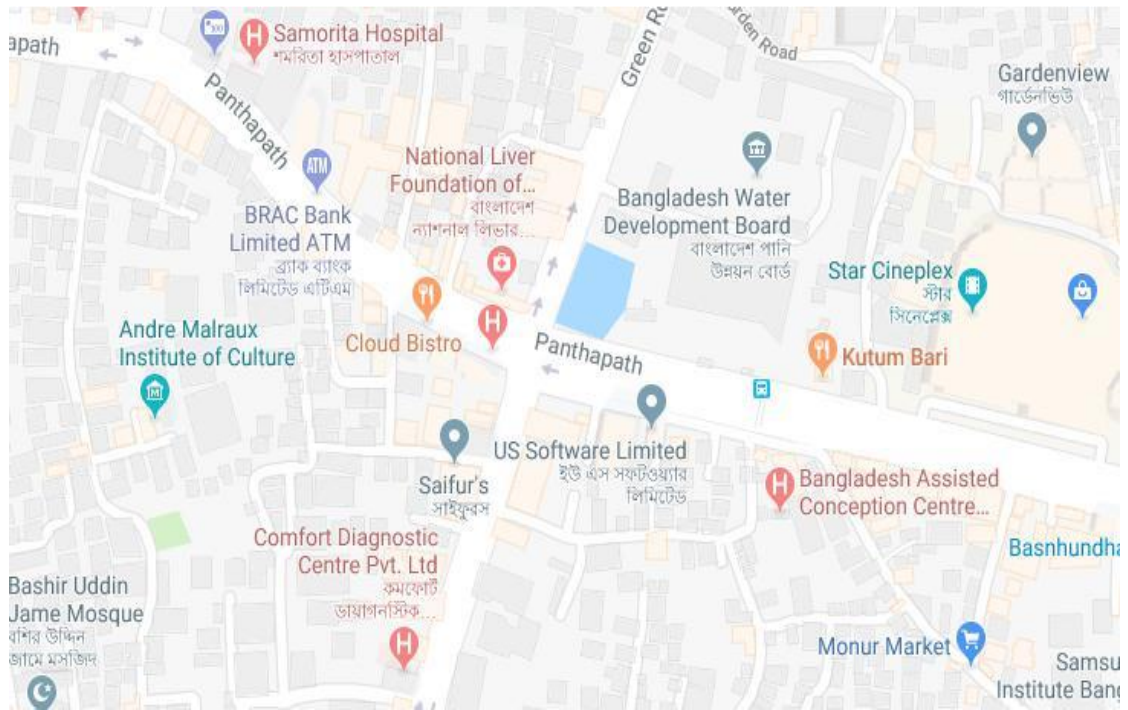 apath
Samorita Hospital
শমরিতা হাসপাতাল
Panthapath
Green Ro
arden Road
Gardenview
গার্ডেনভিউ
National Liver
Foundation of...
বাংলাদেশ
ন্যাশনাল লিভার...
ATM
BRAC Bank
Limited ATM
ব্র্যাক ব্যাংক
লিমিটেড এটিএম
Bangladesh Water
Development Board
বাংলাদেশ পানি
উন্নয়ন বোর্ড
Star Cineplex
স্টার
সিনেপ্লেক্স
Andre Malraux
Institute of Culture
Cloud Bistro
Panthapath
Kutum Bari
US Software Limited
ইউ এস সফটওয়্যার
লিমিটেড
Saifur's
সাইফুরস
Bangladesh Assisted
Conception Centre...
Comfort Diagnostic
Centre Pvt. Ltd
কমফোর্ট
ডায়াগনস্টিক...
Basnhundha
Bashir Uddin
Jame Mosque
বশির উদ্দিন
জামে মসজিদ
Monur Market
Samsu
Institute Bang